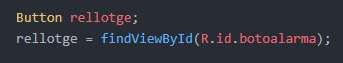 Button rellotge;
rellotge = findViewById(R.id.botoalarma);